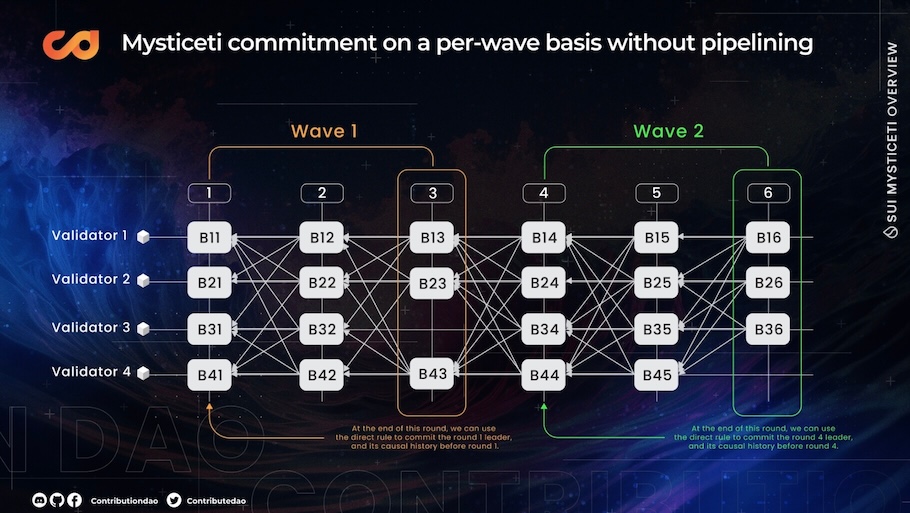 Mysticeti commitment on a per-wave basis without pipelining
SUI MYSTICETI OVERVIEW
Wave 1
Wave 2
1 2 3 4 5 6
Validator 1 B11 B12 B13 B14 B15 B16
Validator 2 B21 B22 B23 B24 B25 B26
Validator 3 B31 B32 B34 B35 B36
Validator 4 B41 B42 B43 B44 B45
At the end of this round, we can use
the direct rule to commit the round 1 leader,
and its causal history before round 1.
At the end of this round, we can use
the direct rule to commit the round 4 leader,
and its causal history before round 4.
N DAO
CONTRIBUTIO
Contributiondao
Contributedao